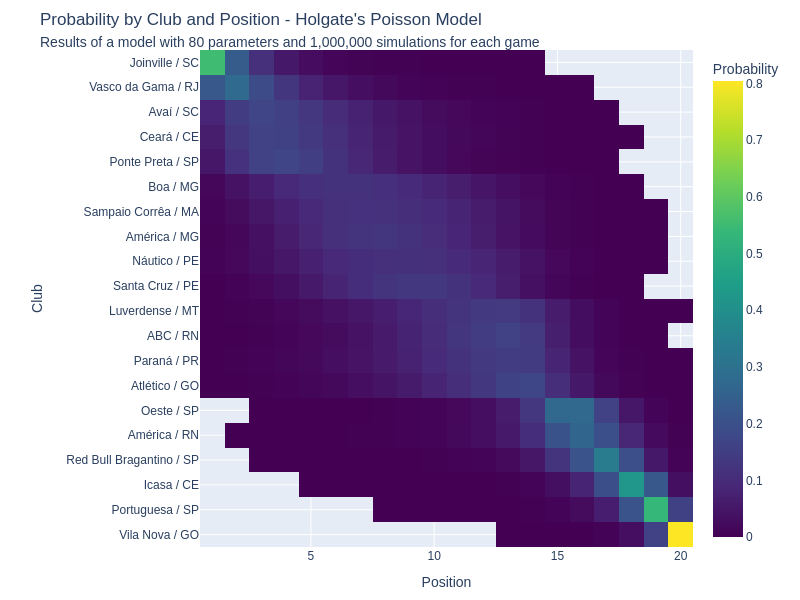 Probability by Club and Position - Holgate's Poisson Model
Results of a model with 80 parameters and 1,000,000 simulations for each game
Probability
Joinville / SC
Vasco da Gama / RJ
Avaí / SC
Ceará / CE
Ponte Preta / SP
Boa / MG
Sampaio Corrêa / MA
América / MG
Náutico / PE
Santa Cruz / PE
Luverdense / MT
ABC / RN
Paraná / PR
Atlético / GO
Oeste / SP
América / RN
Red Bull Bragantino / SP
Icasa / CE
Portuguesa / SP
Vila Nova / GO
Club
5
10
15
20
Position
0.8
0.7
0.6
0.5
0.4
0.3
0.2
0.1
0